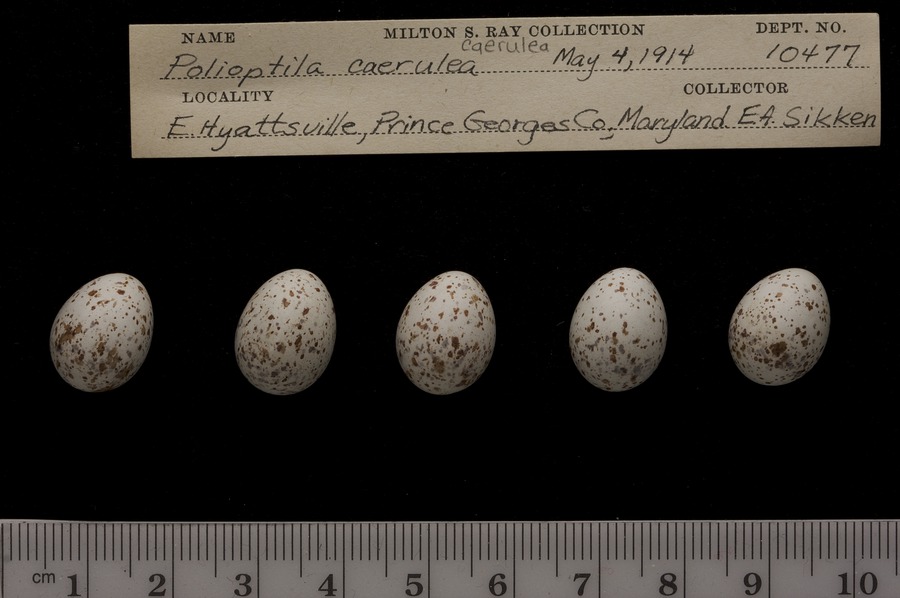 NAME MILTON S. RAY COLLECTION DEPT. NO.
caerulea
Polioptila caerulea May 4, 1914 10477
LOCALITY COLLECTOR
E. Hyattsville, Prince Georges Co., Maryland E.A. Sikken
cm 1 2 3 4 5 6 7 8 9 10